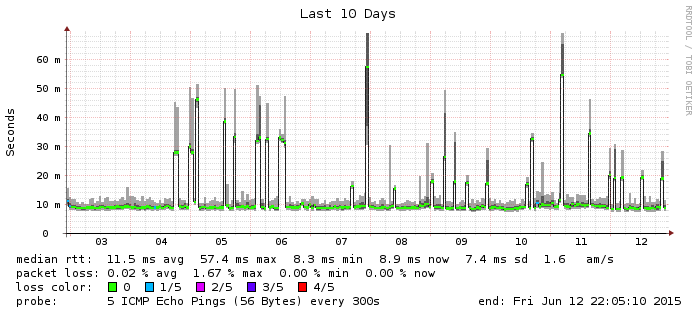 Last 10 Days
RRDTOOL / TOBI OETIKER
Seconds
60 m
50 m
40 m
30 m
20 m
10 m
0
03 04 05 06 07 08 09 10 11 12
median rtt: 11.5 ms avg 57.4 ms max 8.3 ms min 8.9 ms now 7.4 ms sd 1.6 am/s
packet loss: 0.02 % avg 1.67 % max 0.00 % min 0.00 % now
loss color: 0 1/5 2/5 3/5 4/5
probe: 5 ICMP Echo Pings (56 Bytes) every 300s end: Fri Jun 12 22:05:10 2015